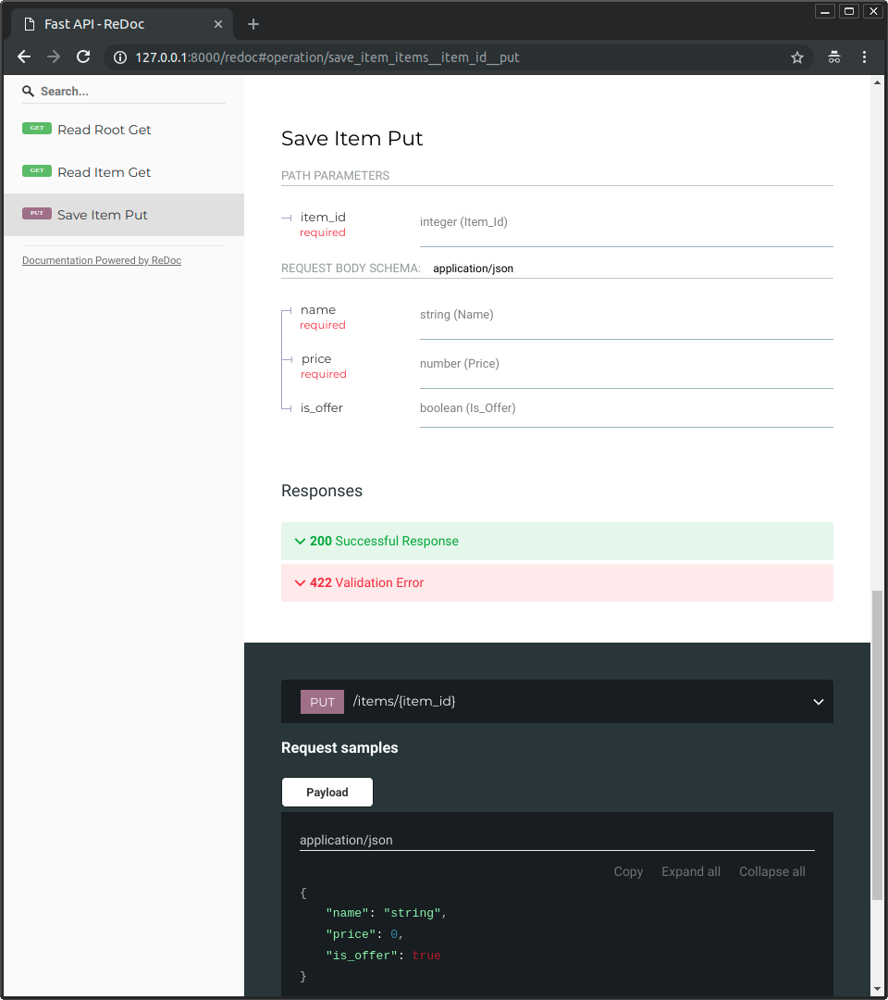 Fast API - ReDoc
127.0.0.1:8000/redoc#operation/save_item_items__item_id__put
Search...
GET Read Root Get
GET Read Item Get
PUT Save Item Put
Documentation Powered by ReDoc
Save Item Put
PATH PARAMETERS
item_id
required
integer (Item_Id)
REQUEST BODY SCHEMA: application/json
name
required
string (Name)
price
required
number (Price)
is_offer
boolean (Is_Offer)
Responses
200 Successful Response
422 Validation Error
PUT /items/{item_id}
Request samples
Payload
application/json
Copy Expand all Collapse all
{
"name": "string",
"price": 0,
"is_offer": true
}